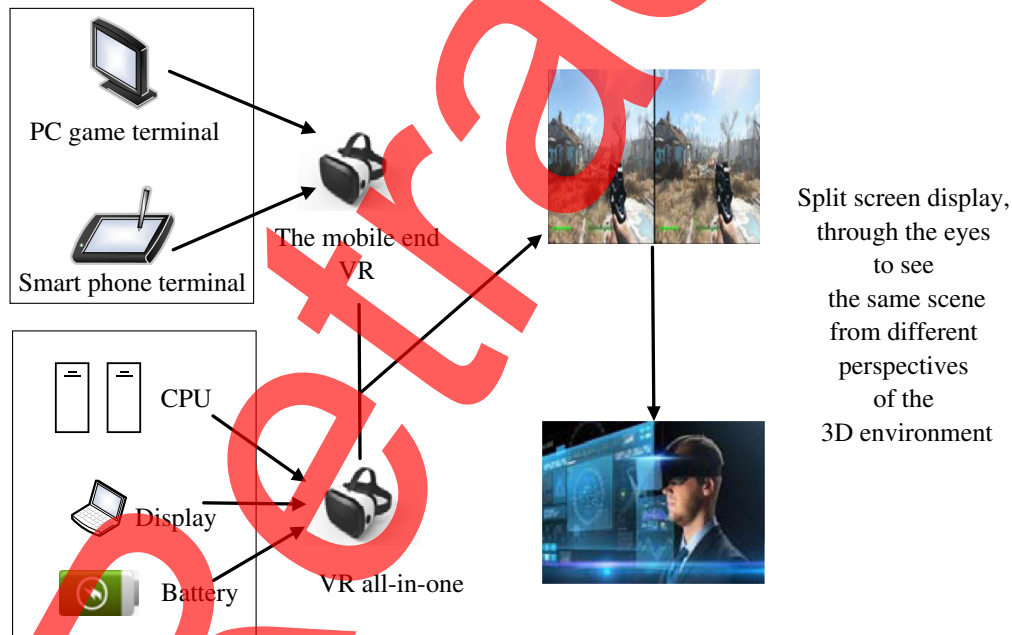 PC game terminal
Smart phone terminal
The mobile end
VR
CPU
Display
Battery
VR all-in-one
Split screen display,
through the eyes
to see
the same scene
from different
perspectives
of the
3D environment